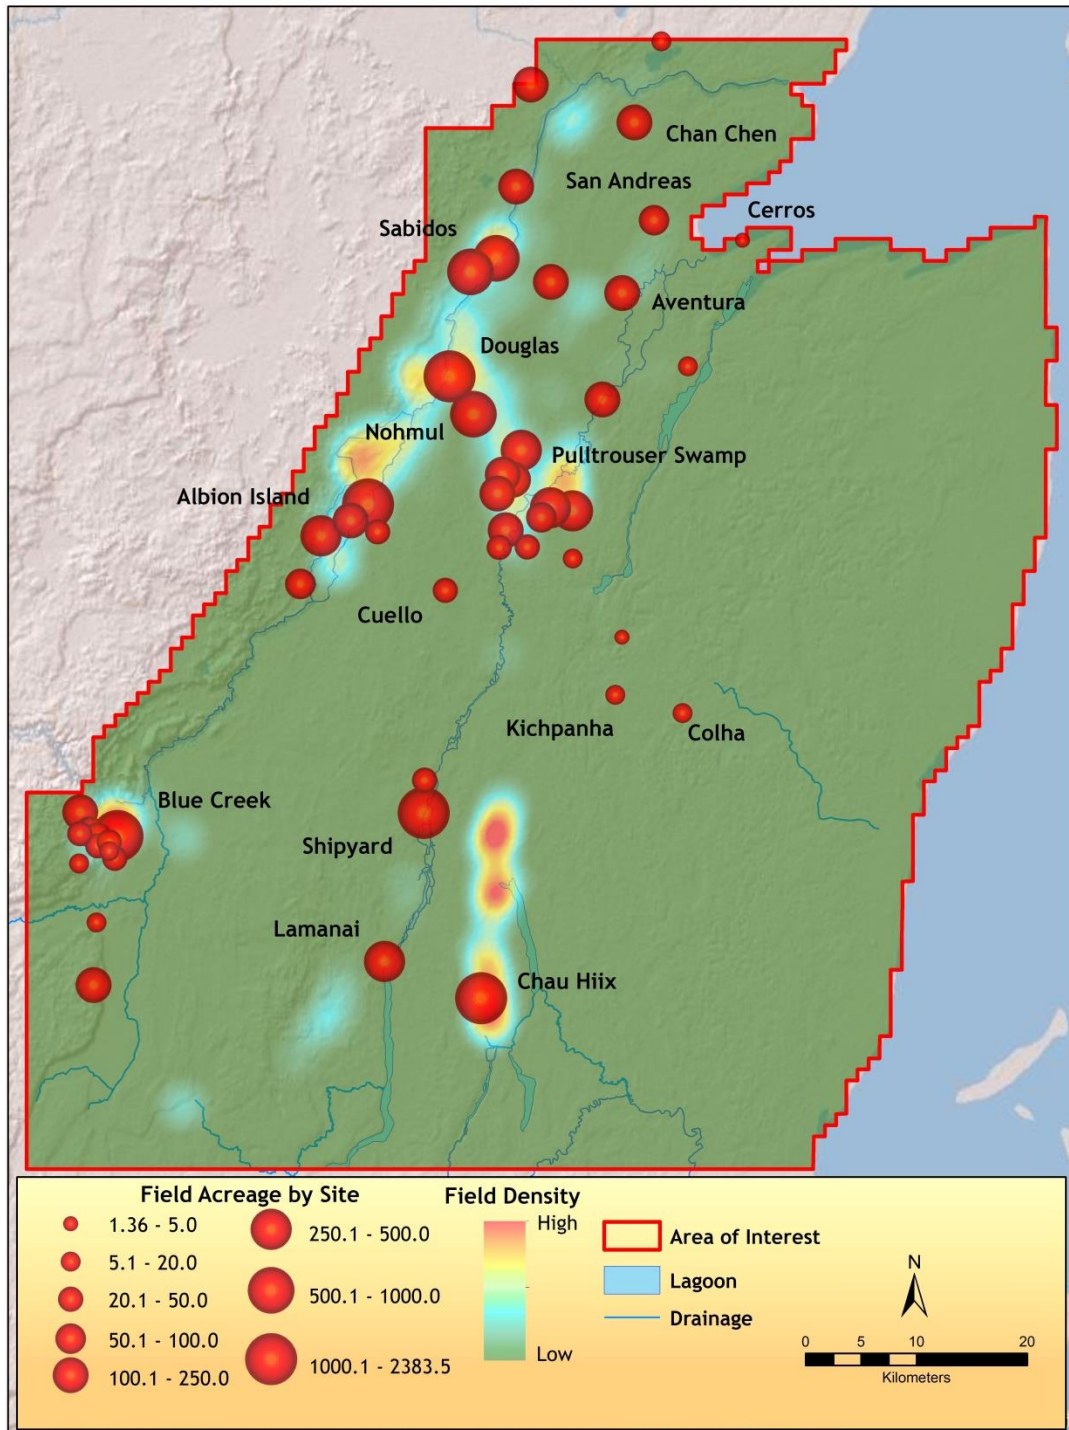 Chan Chen
San Andreas
Cerros
Sabidos
Aventura
Douglas
Nohmul
Pulltrouser Swamp
Albion Island
Cuello
Kichpanha
Colha
Blue Creek
Shipyard
Lamanai
Chau Hiix
Field Acreage by Site
1.36 - 5.0
5.1 - 20.0
20.1 - 50.0
50.1 - 100.0
100.1 - 250.0
250.1 - 500.0
500.1 - 1000.0
1000.1 - 2383.5
Field Density
High
Low
Area of Interest
Lagoon
Drainage
N
0 5 10 20
Kilometers